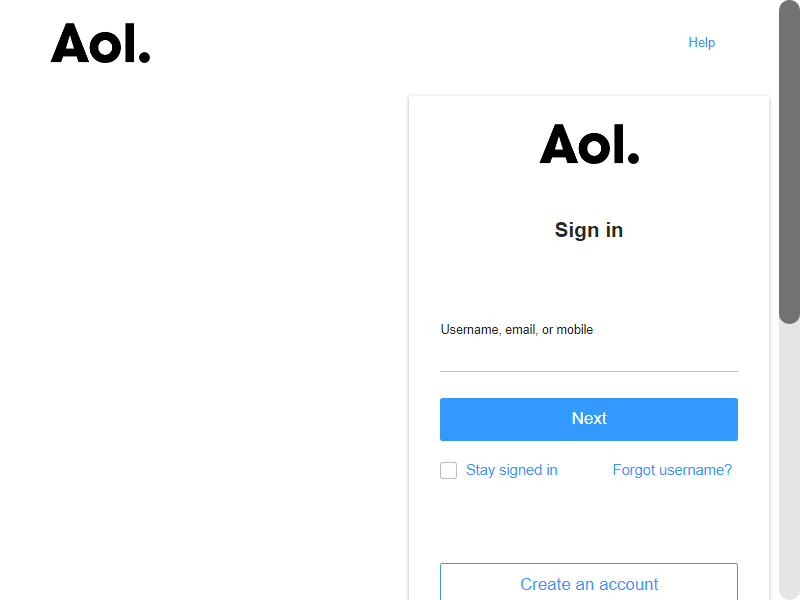 Aol.
Help
Aol.
Sign in
Username, email, or mobile
Next
Stay signed in
Forgot username?
Create an account